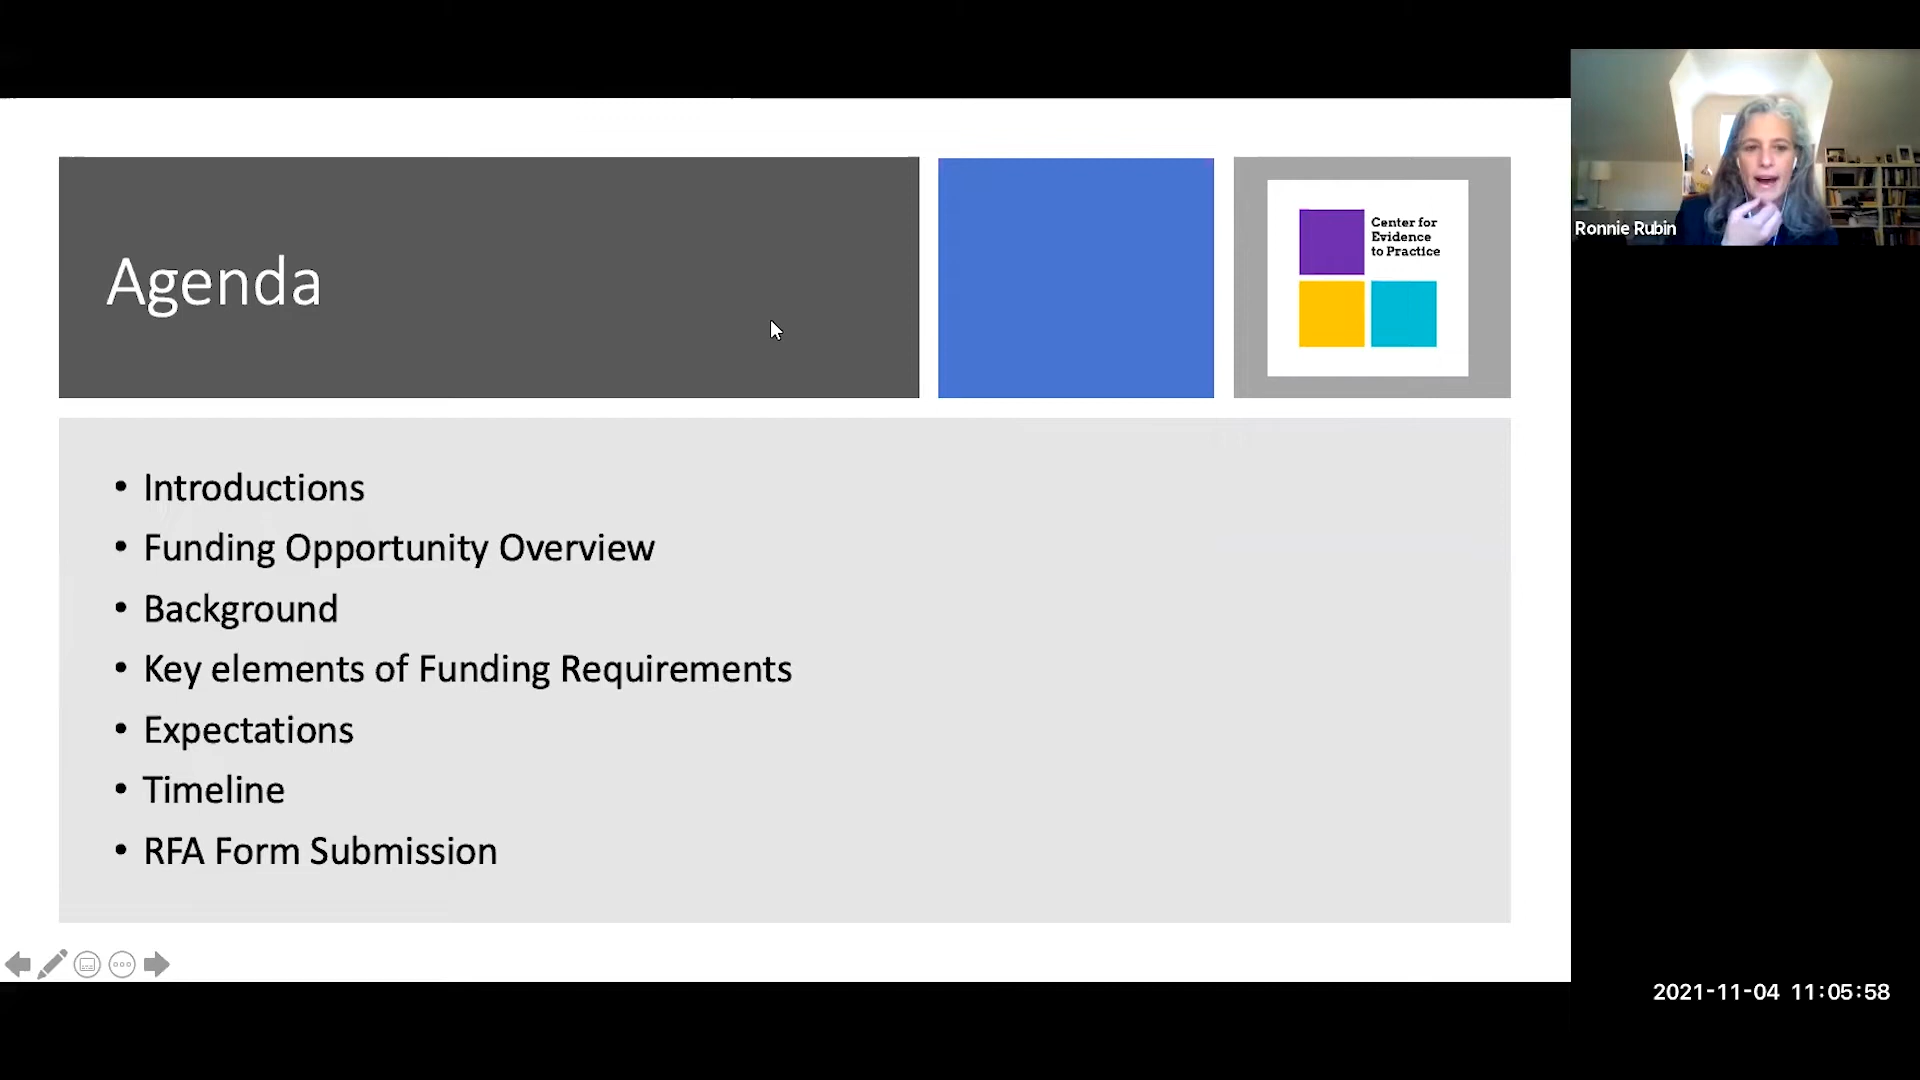 Agenda
Center for
Evidence
to Practice
Ronnie Rubin
• Introductions
• Funding Opportunity Overview
• Background
• Key elements of Funding Requirements
• Expectations
• Timeline
• RFA Form Submission
2021-11-04 11:05:58